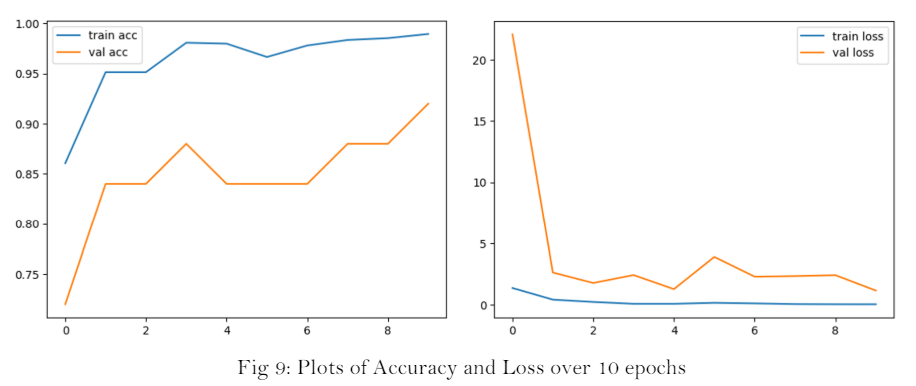 1.00
0.95
0.90
0.85
0.80
0.75
0 2 4 6 8
train acc
val acc
20
15
10
5
0
0 2 4 6 8
train loss
val loss
Fig 9: Plots of Accuracy and Loss over 10 epochs